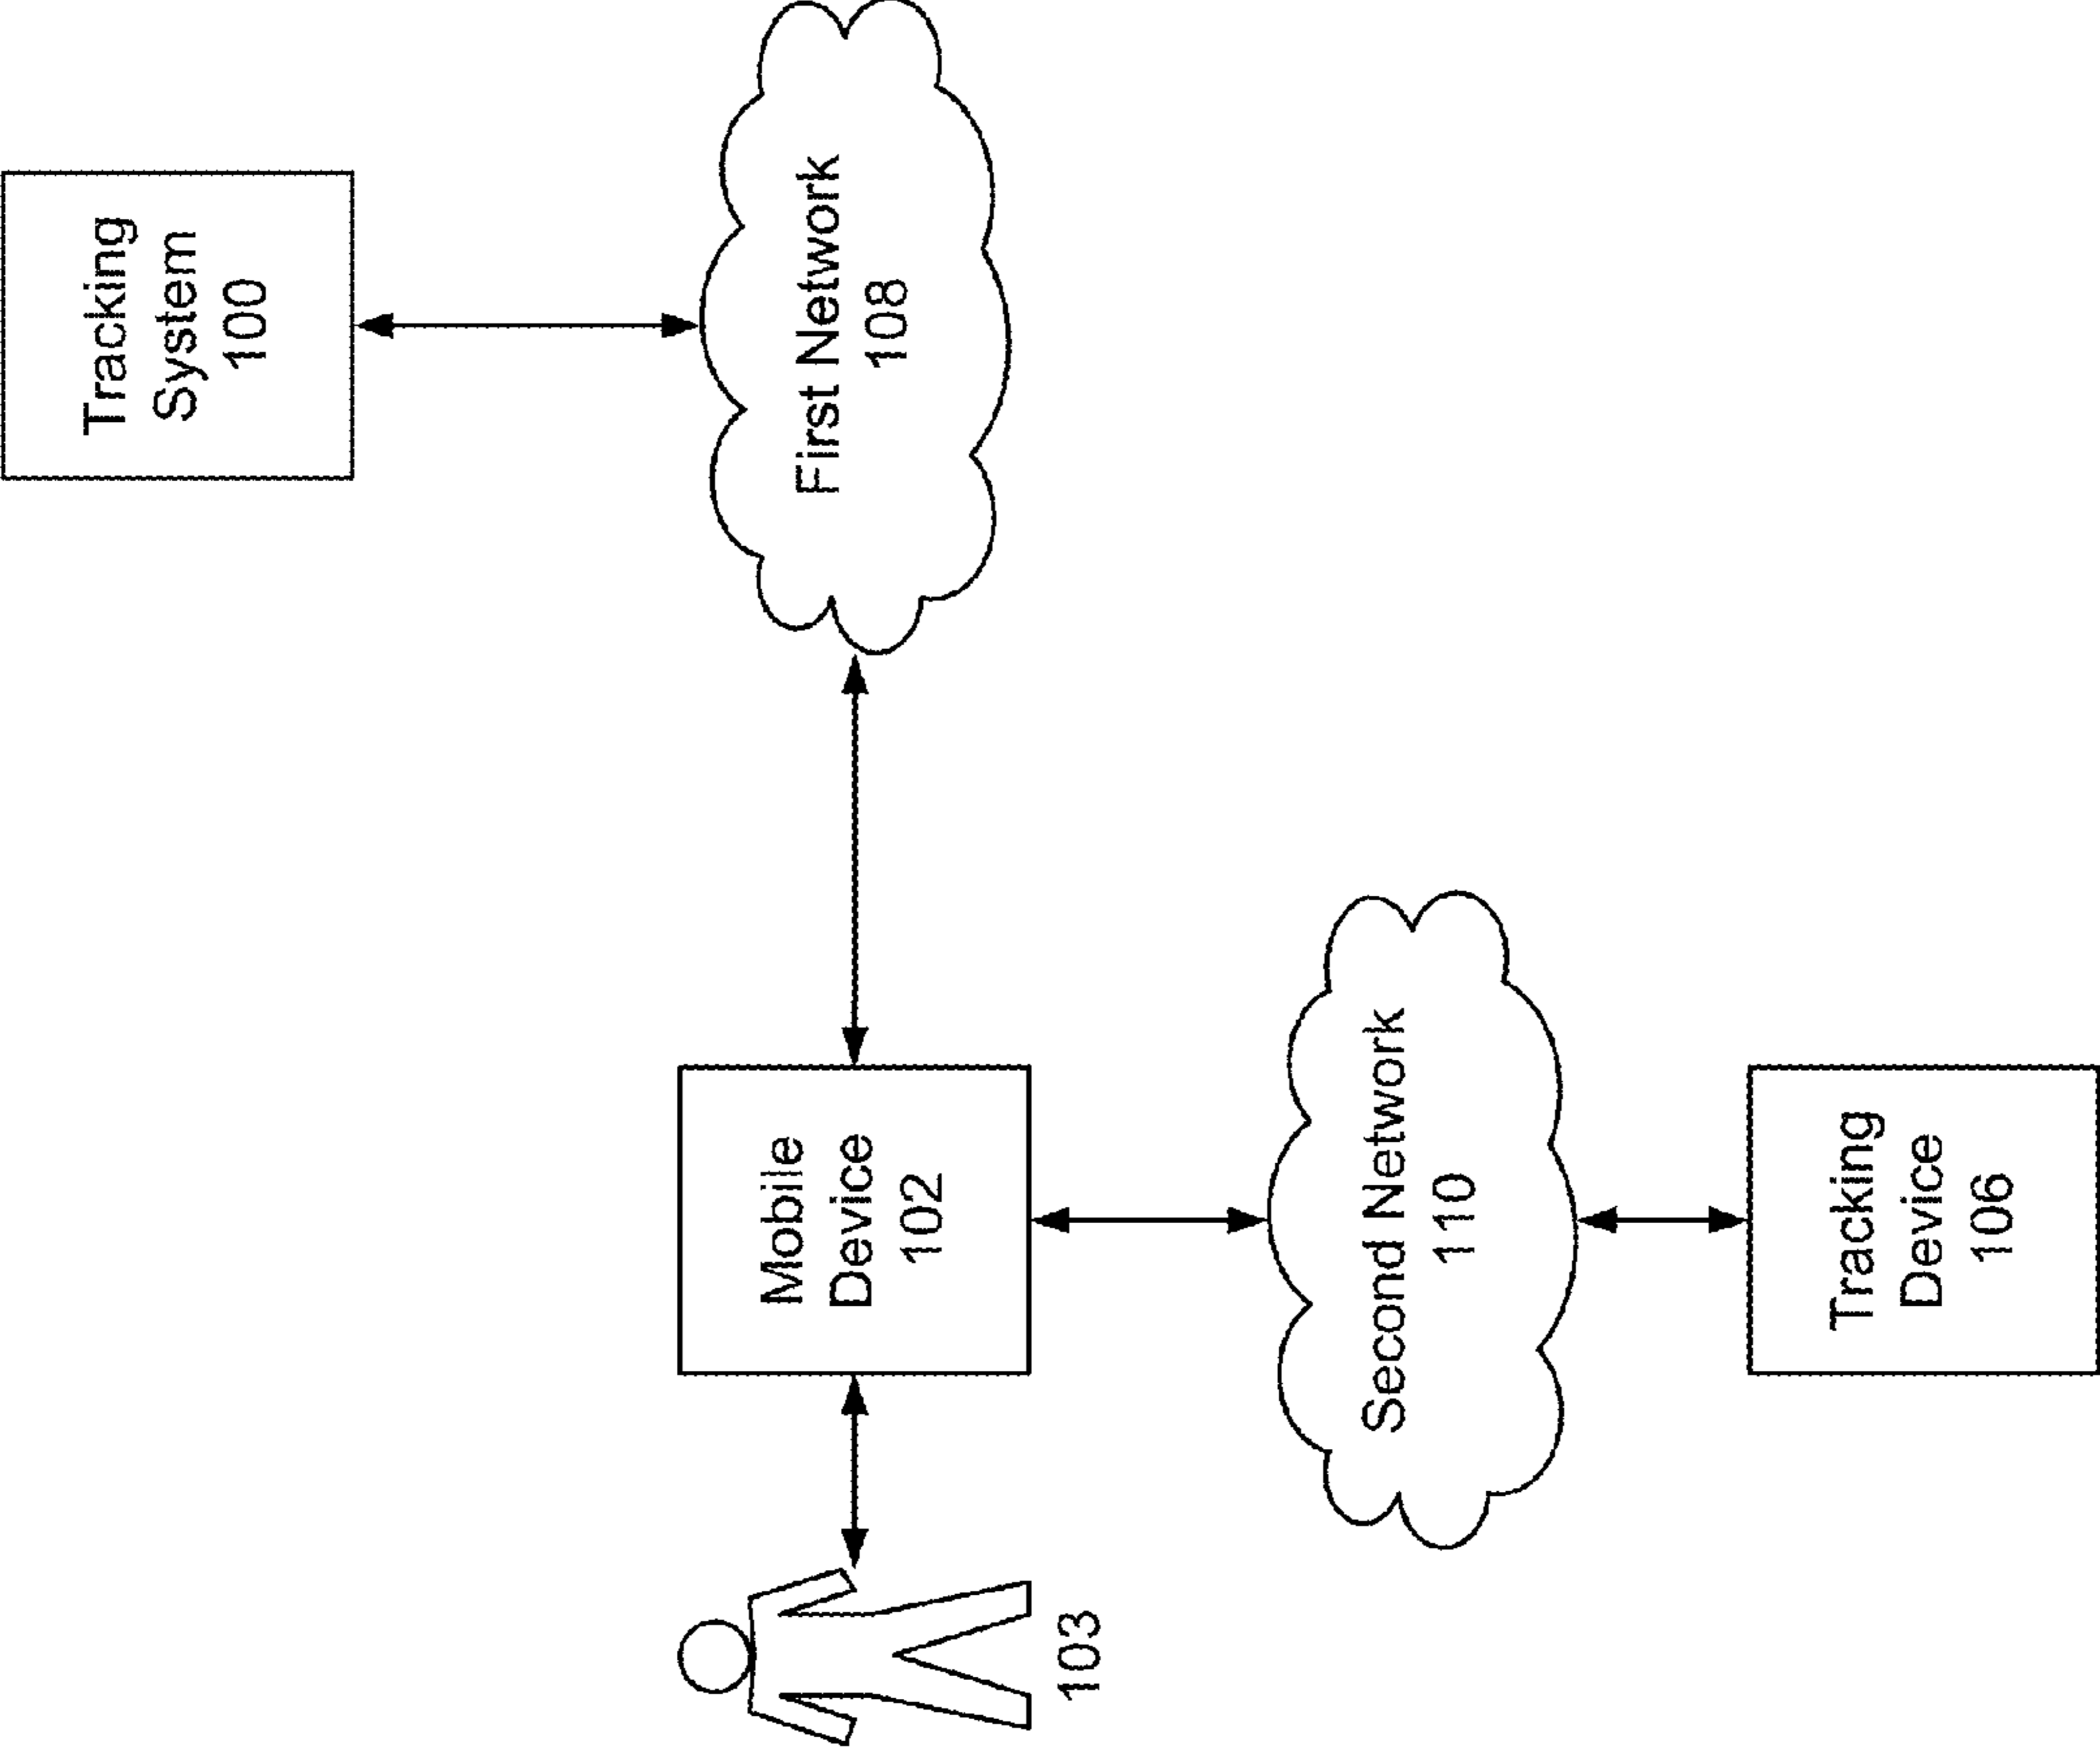 Tracking
System
100
First Network
108
Mobile
Device
102
103
Second Network
110
Tracking
Device
106